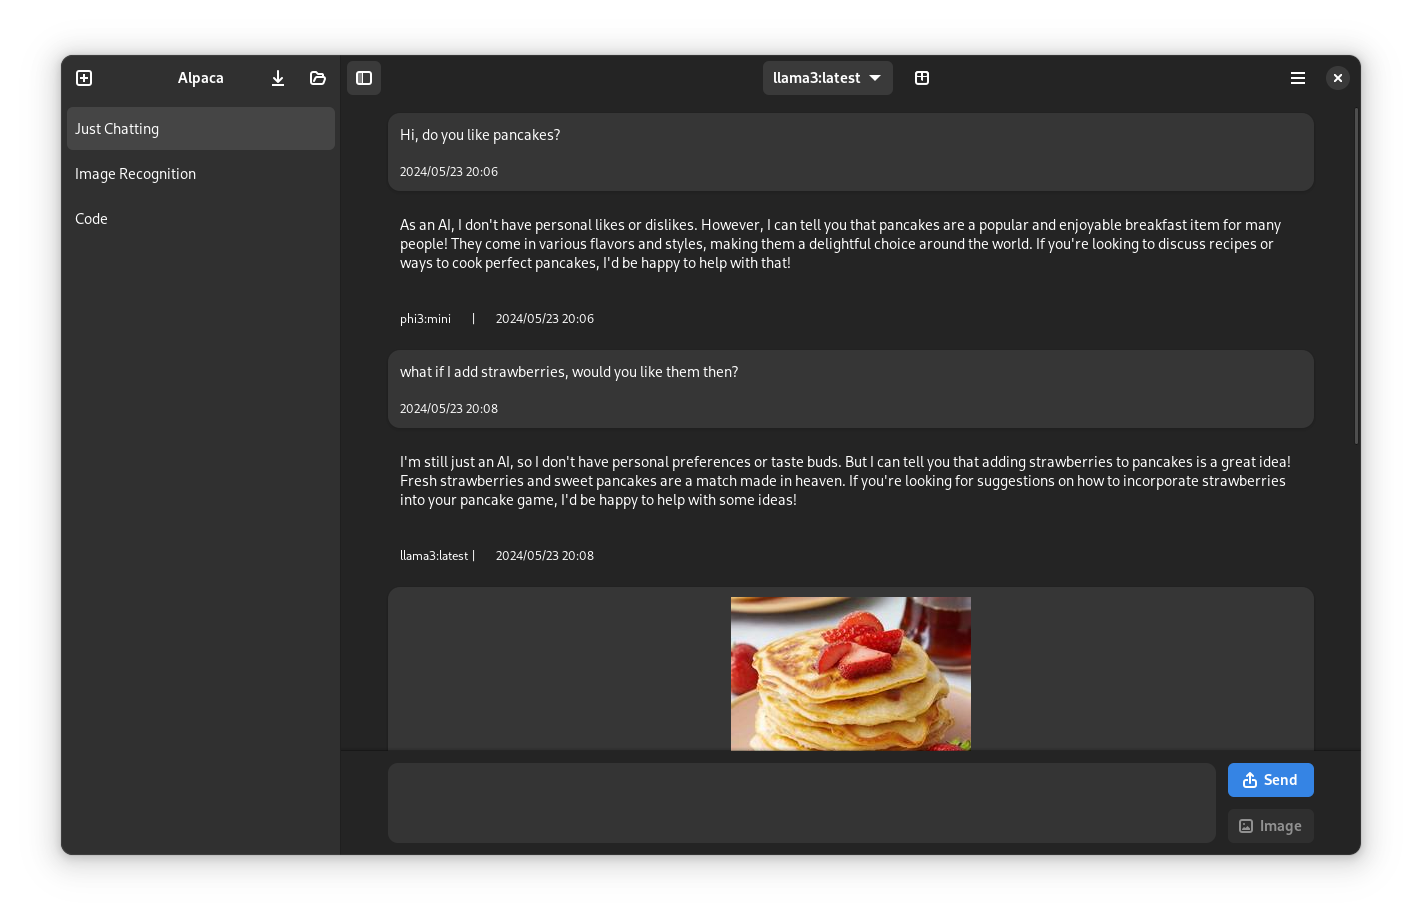 Alpaca
Just Chatting
Image Recognition
Code
llama3:latest
Hi, do you like pancakes?
2024/05/23 20:06
As an AI, I don't have personal likes or dislikes. However, I can tell you that pancakes are a popular and enjoyable breakfast item for many
people! They come in various flavors and styles, making them a delightful choice around the world. If you're looking to discuss recipes or
ways to cook perfect pancakes, I'd be happy to help with that!
phi3:mini | 2024/05/23 20:06
what if I add strawberries, would you like them then?
2024/05/23 20:08
I'm still just an AI, so I don't have personal preferences or taste buds. But I can tell you that adding strawberries to pancakes is a great idea!
Fresh strawberries and sweet pancakes are a match made in heaven. If you're looking for suggestions on how to incorporate strawberries
into your pancake game, I'd be happy to help with some ideas!
llama3:latest | 2024/05/23 20:08
Send
Image